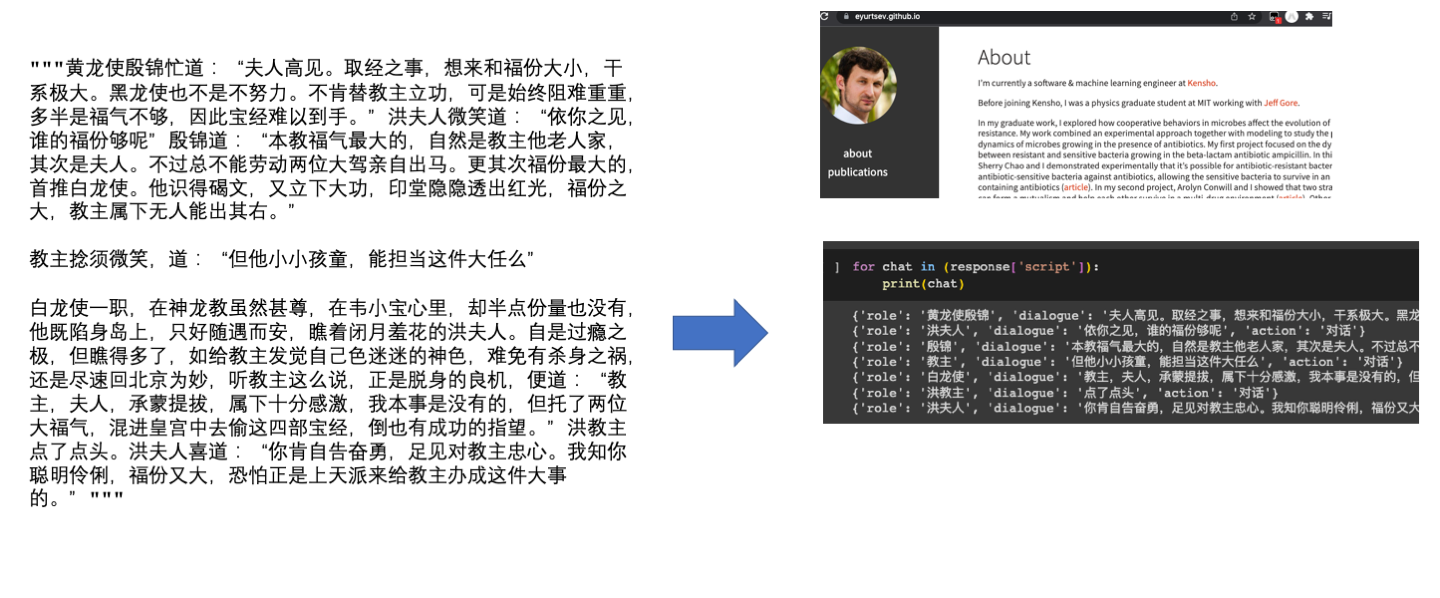 """黄龙使殷锦忙道： “夫人高见。取经之事，想来和福份大小，干
系极大。黑龙使也不是不努力。不肯替教主立功，可是始终阻难重重，
多半是福气不够，因此宝经难以到手。” 洪夫人微笑道： “依你之见，
谁的福份够呢” 殷锦道： “本教福气最大的，自然是教主他老人家，
其次是夫人。不过总不能劳动两位大驾亲自出马。更其次福份最大的，
首推白龙使。他识得碣文，又立下大功，印堂隐隐透出红光，福份之
大，教主属下无人能出其右。”
教主捻须微笑，道： “但他小小孩童，能担当这件大任么”
白龙使一职，在神龙教虽然甚尊，在韦小宝心里，却半点份量也没有，
他既陷身岛上，只好随遇而安，瞧着闭月羞花的洪夫人。自是过瘾之
极，但瞧得多了，如给教主发觉自己色迷迷的神色，难免有杀身之祸，
还是尽速回北京为妙，听教主这么说，正是脱身的良机，便道： “教
主，夫人，承蒙提拔，属下十分感激，我本事是没有的，但托了两位
大福气，混进皇宫中去偷这四部宝经，倒也有成功的指望。” 洪教主
点了点头。洪夫人喜道： “你肯自告奋勇，足见对教主忠心。我知你
聪明伶俐，福份又大，恐怕正是上天派来给教主办成这件大事
的。” """
eyurtsev.github.io
about
publications
About
I'm currently a software & machine learning engineer at Kensho.
Before joining Kensho, I was a physics graduate student at MIT working with Jeff Gore.
In my graduate work, I explored how cooperative behaviors in microbes affect the evolution of
resistance. My work combined an experimental approach together with modeling to study the
dynamics of microbes growing in the presence of antibiotics. My first project focused on the dy
between resistant and sensitive bacteria growing in the beta-lactam antibiotic ampicillin. In thi
Sherry Chao and I demonstrated experimentally that it's possible for antibiotic-resistant bacter
antibiotic-sensitive bacteria against antibiotics, allowing the sensitive bacteria to survive in an
containing antibiotics (article). In my second project, Arolyn Conwill and I showed that two stra
can form a mutualism and help each other survive in a multi-drug environment (article). Other
] for chat in (response['script']):
print(chat)
{'role': '黄龙使殷锦', 'dialogue': '夫人高见。取经之事，想来和福份大小，干系极大。黑龙
{'role': '洪夫人', 'dialogue': '依你之见，谁的福份够呢', 'action': '对话'}
{'role': '殷锦', 'dialogue': '本教福气最大的，自然是教主他老人家，其次是夫人。不过总不
{'role': '教主', 'dialogue': '但他小小孩童，能担当这件大任么', 'action': '对话'}
{'role': '白龙使', 'dialogue': '教主，夫人，承蒙提拔，属下十分感激，我本事是没有的，但
{'role': '洪教主', 'dialogue': '点了点头', 'action': '对话'}
{'role': '洪夫人', 'dialogue': '你肯自告奋勇，足见对教主忠心。我知你聪明伶俐，福份又大